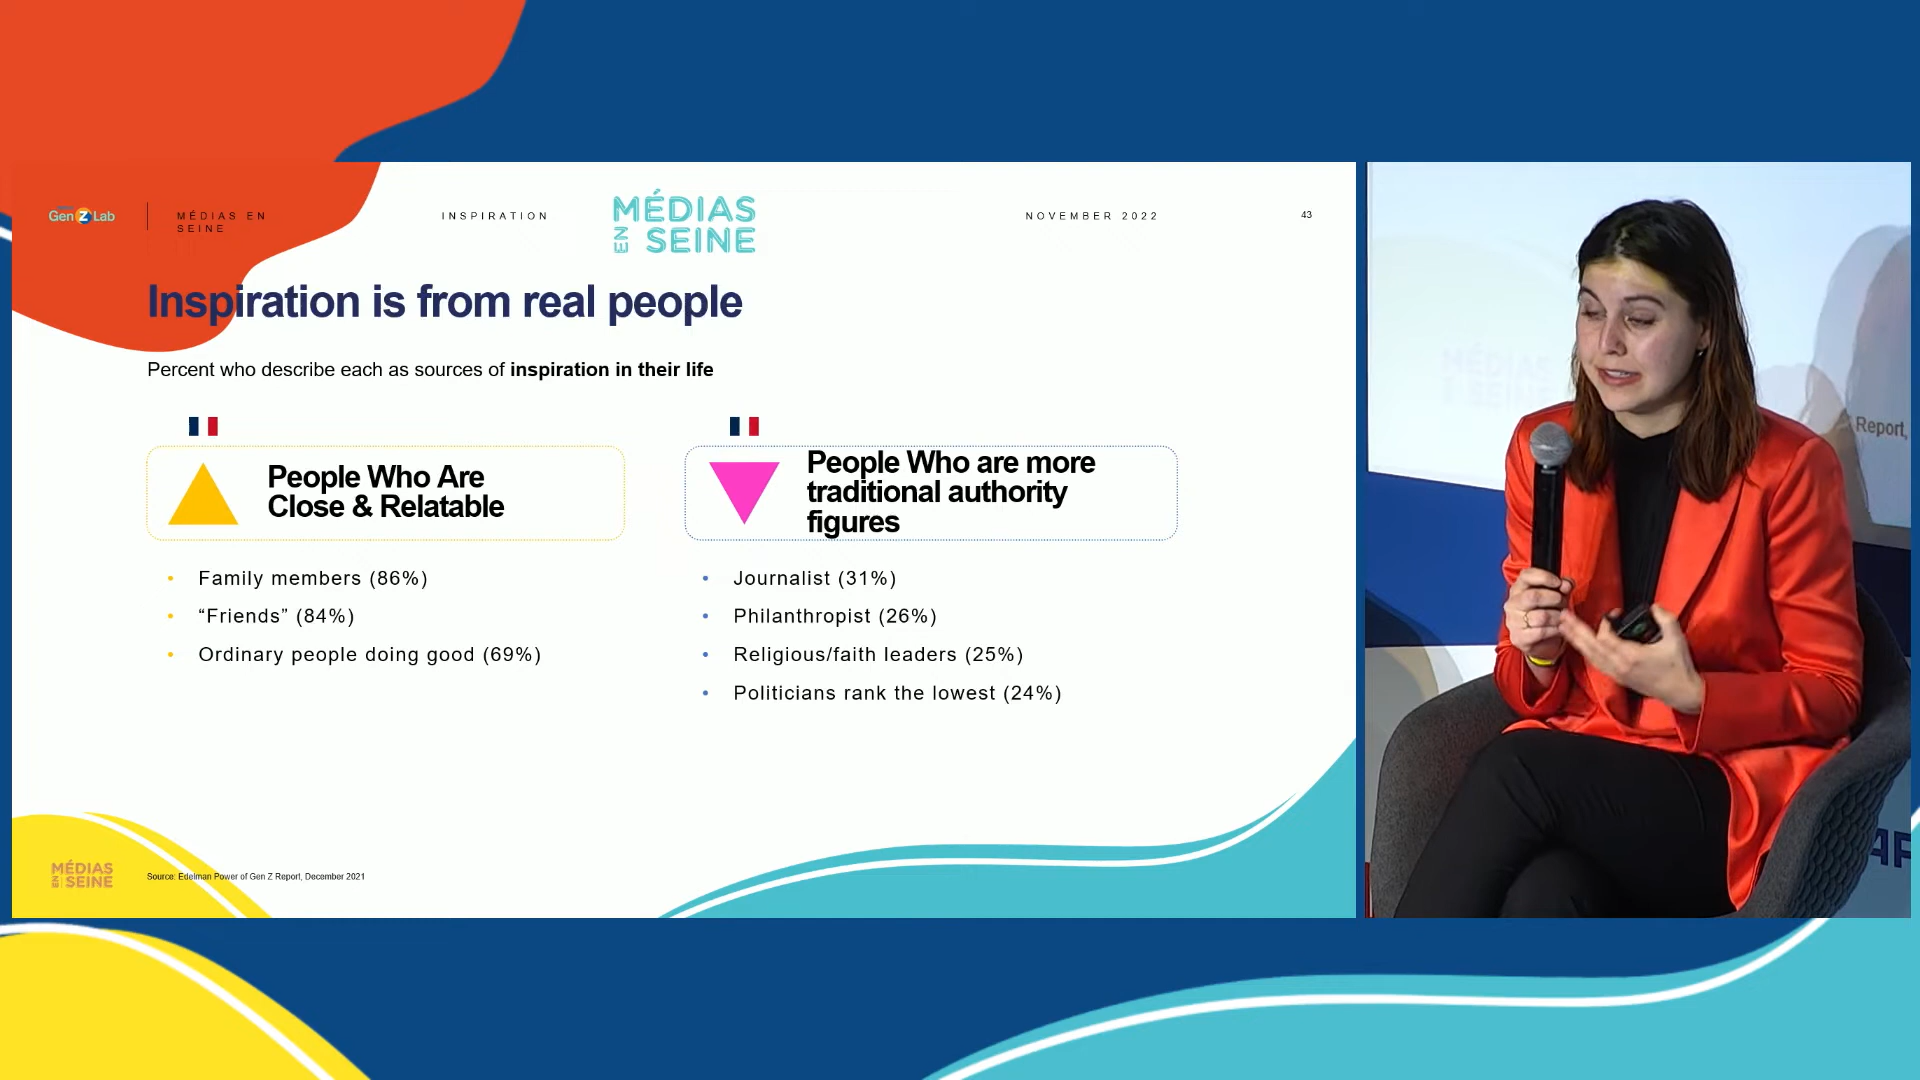 Gen Z Lab
MÉDIAS EN
SEINE
INSPIRATION
MÉDIAS
EN SEINE
NOVEMBER 2022
43
Inspiration is from real people
Percent who describe each as sources of inspiration in their life
People Who Are
Close & Relatable
• Family members (86%)
• “Friends” (84%)
• Ordinary people doing good (69%)
People Who are more
traditional authority
figures
• Journalist (31%)
• Philanthropist (26%)
• Religious/faith leaders (25%)
• Politicians rank the lowest (24%)
MÉDIAS
EN SEINE
Source: Edelman Power of Gen Z Report, December 2021
MÉDIAS
SEINE
Report,